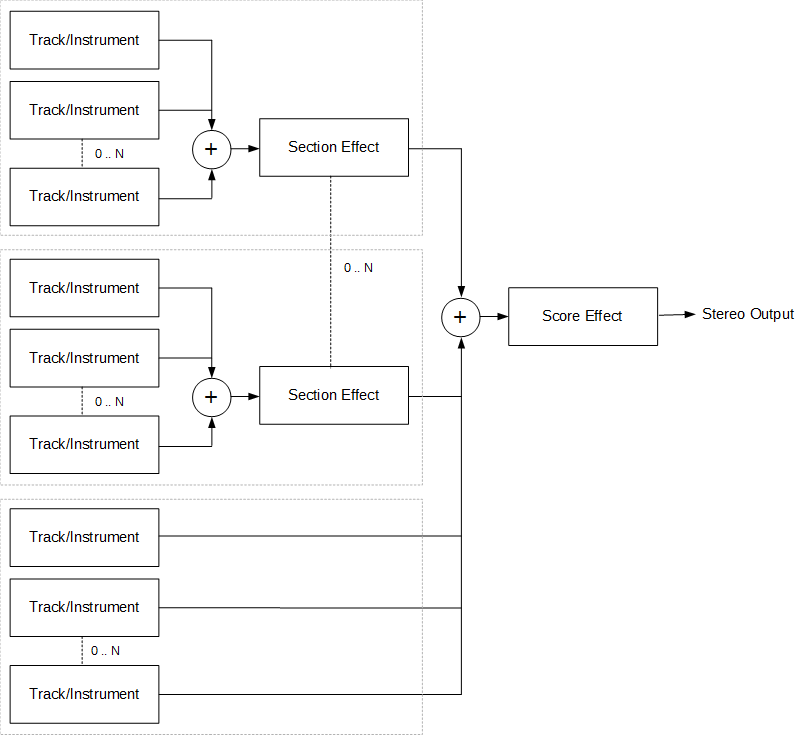 Track/Instrument
Track/Instrument
0 .. N
+
Section Effect
Track/Instrument
0 .. N
Track/Instrument
+
Score Effect
Stereo Output
Track/Instrument
0 .. N
+
Section Effect
Track/Instrument
Track/Instrument
Track/Instrument
0 .. N
Track/Instrument